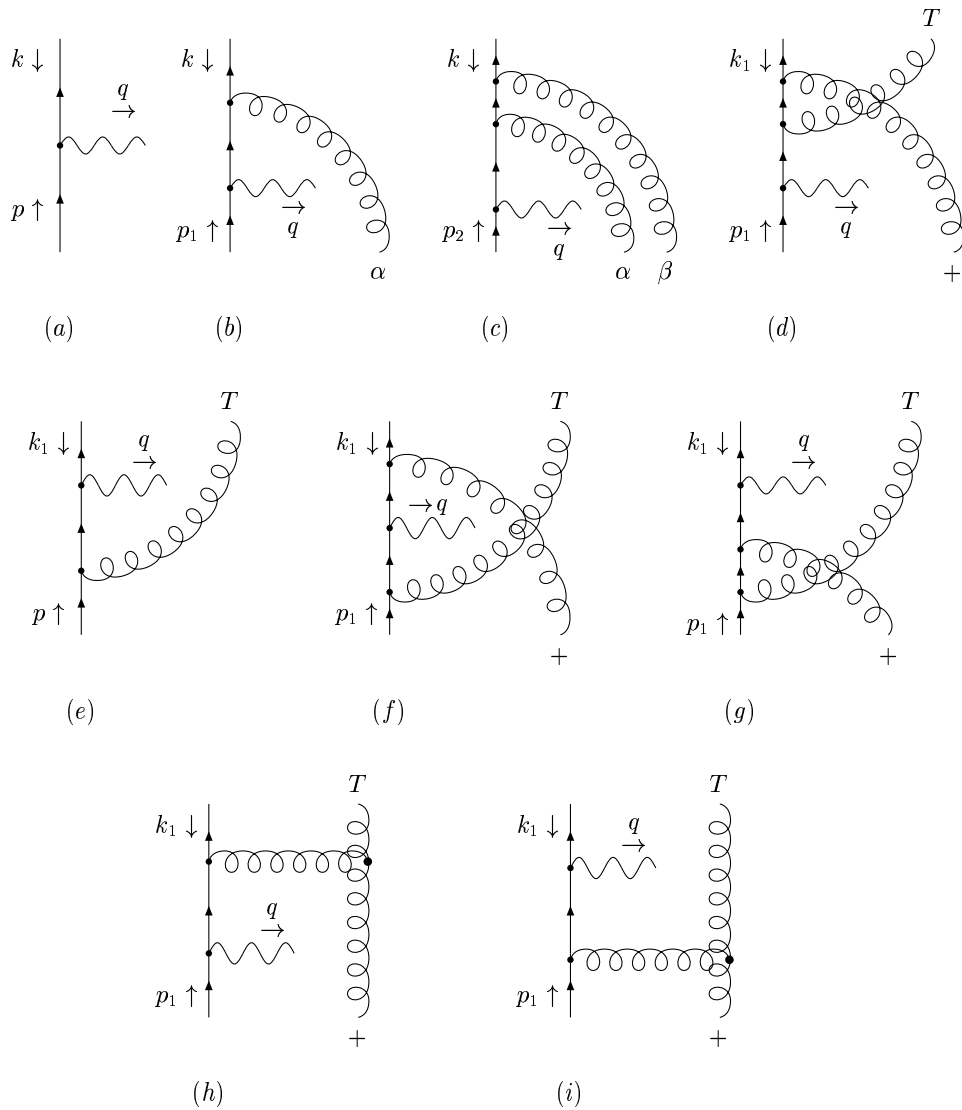 T
k ↓ k ↓ k ↓ k₁ ↓
q →
p ↑ p₁ ↑ → q p₂ ↑ → q p₁ ↑ → q
α α β +
(a) (b) (c) (d)
T T T
k₁ ↓ q → k₁ ↓ k₁ ↓ q →
→ q
p ↑ p₁ ↑ p₁ ↑
+ +
(e) (f) (g)
T T
k₁ ↓ k₁ ↓ q →
q →
p₁ ↑ p₁ ↑
+ +
(h) (i)